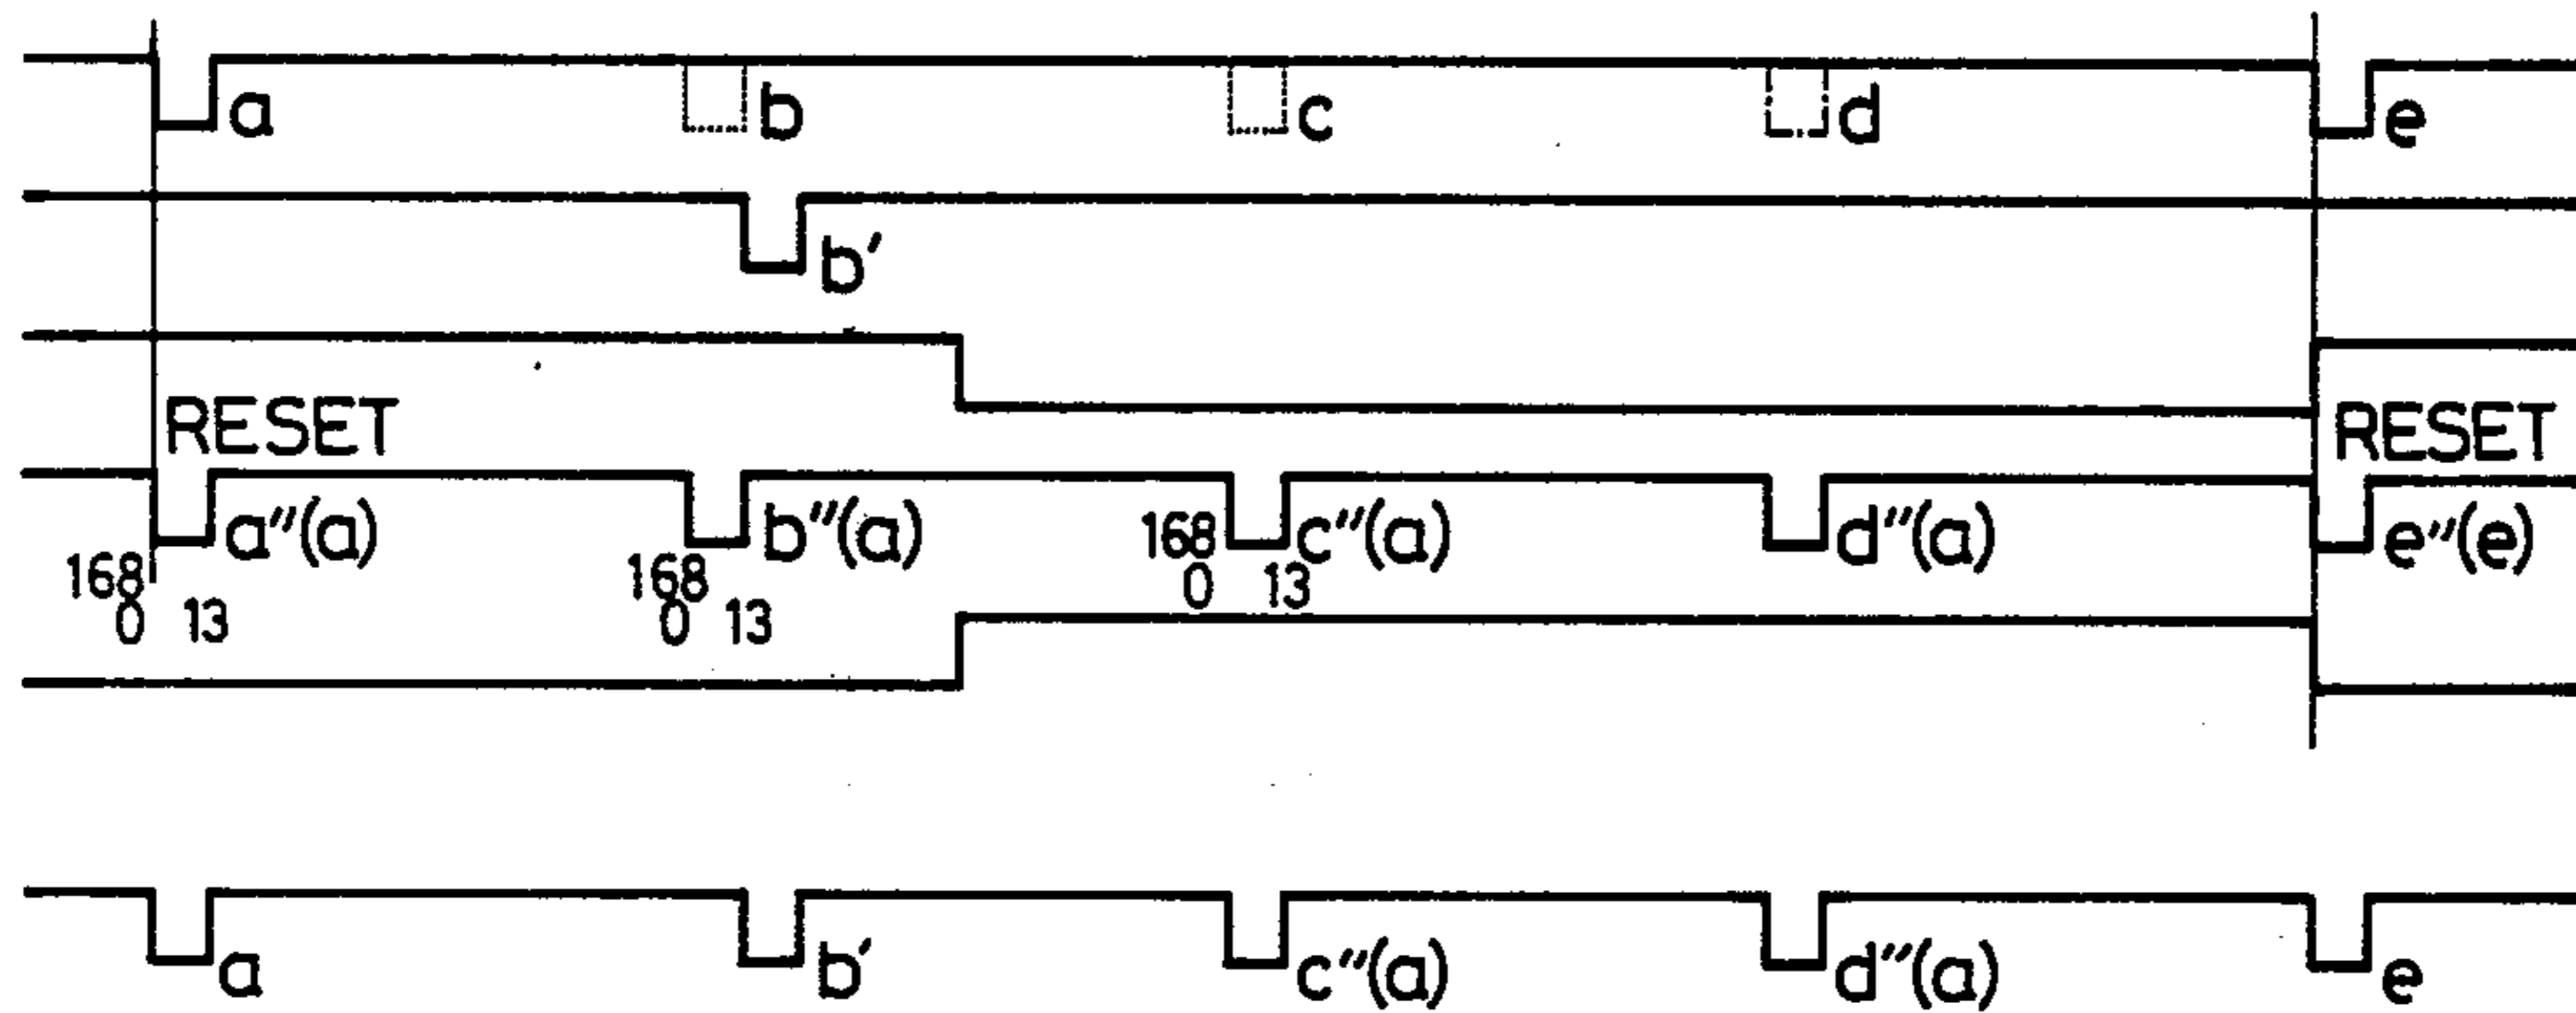 a b c d e
b′
RESET RESET
a″(a) b″(a) c″(a) d″(a) e″(e)
168 168 168
0 13 0 13 0 13
a b′ c″(a) d″(a) e